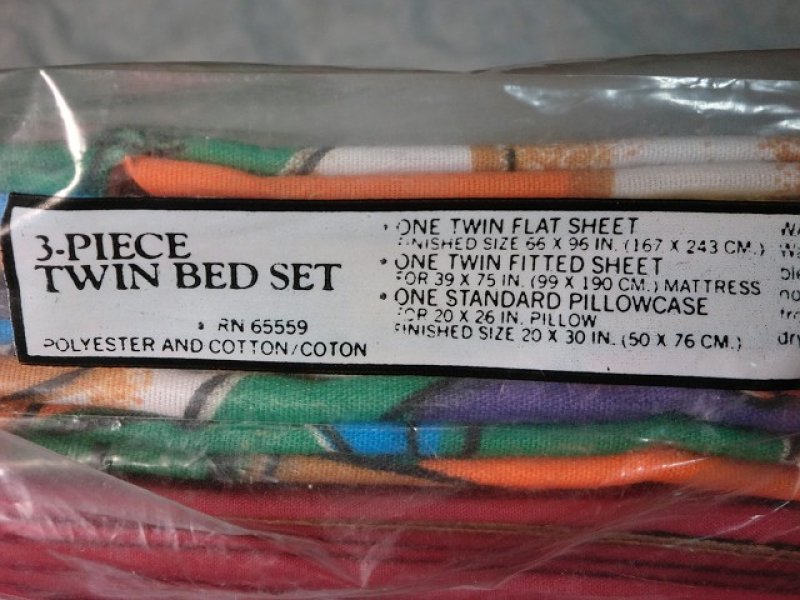 3-PIECE
TWIN BED SET
RN 65559
POLYESTER AND COTTON/COTON
• ONE TWIN FLAT SHEET
FINISHED SIZE 66 X 96 IN. (167 X 243 CM.)
• ONE TWIN FITTED SHEET
FOR 39 X 75 IN. (99 X 190 CM.) MATTRESS
• ONE STANDARD PILLOWCASE
FOR 20 X 26 IN. PILLOW
FINISHED SIZE 20 X 30 IN. (50 X 76 CM.)